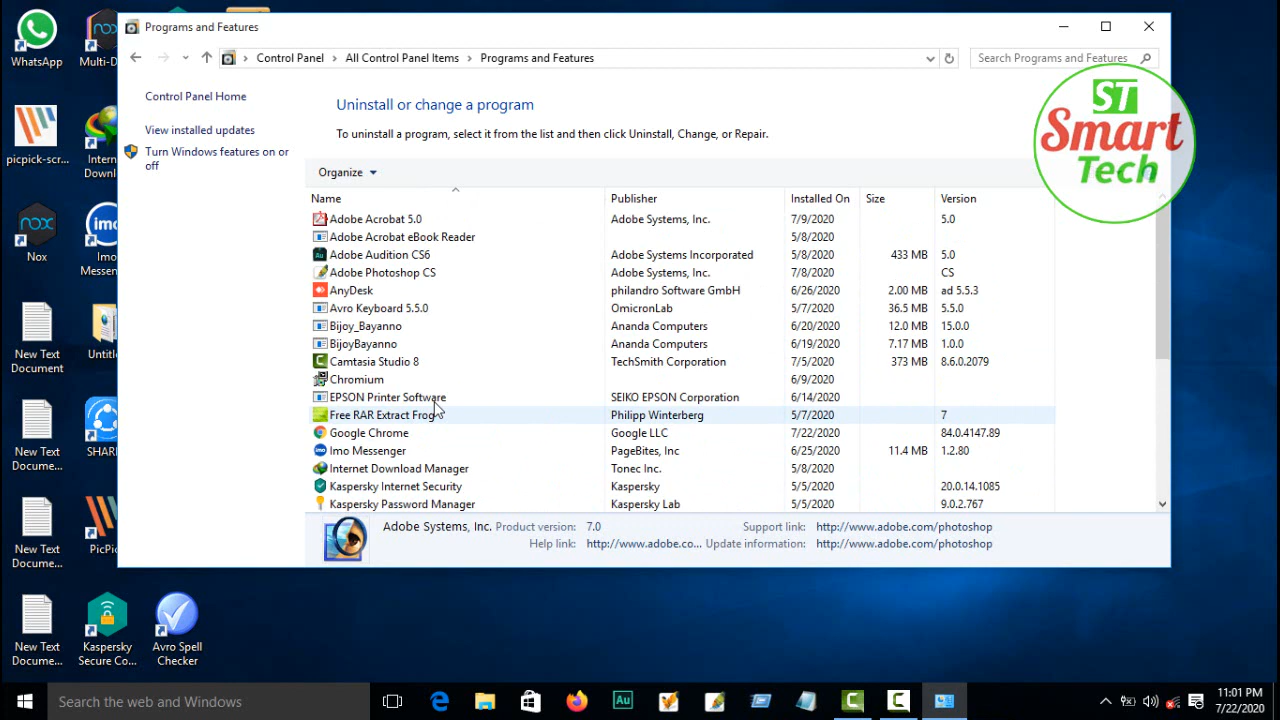 WhatsApp
Multi-D...
picpick-scr...
Intern
Downl...
Nox
Imo
Messen...
New Text
Document
Untitl
New Text
Docume...
SHAR
New Text
Docume...
PicPi
New Text
Docume...
Kaspersky
Secure Co...
Avro Spell
Checker
Programs and Features
Control Panel
All Control Panel Items
Programs and Features
Search Programs and Features
Control Panel Home
View installed updates
Turn Windows features on or
off
Uninstall or change a program
To uninstall a program, select it from the list and then click Uninstall, Change, or Repair.
ST
Smart
Tech
Organize
Name Publisher Installed On Size Version
Adobe Acrobat 5.0 Adobe Systems, Inc. 7/9/2020 5.0
Adobe Acrobat eBook Reader 5/8/2020
Adobe Audition CS6 Adobe Systems Incorporated 5/8/2020 433 MB 5.0
Adobe Photoshop CS Adobe Systems, Inc. 7/8/2020 CS
AnyDesk philandro Software GmbH 6/26/2020 2.00 MB ad 5.5.3
Avro Keyboard 5.5.0 OmicronLab 5/7/2020 36.5 MB 5.5.0
Bijoy_Bayanno Ananda Computers 6/20/2020 12.0 MB 15.0.0
BijoyBayanno Ananda Computers 6/19/2020 7.17 MB 1.0.0
Camtasia Studio 8 TechSmith Corporation 7/5/2020 373 MB 8.6.0.2079
Chromium 6/9/2020
EPSON Printer Software SEIKO EPSON Corporation 6/14/2020
Free RAR Extract Frog Philipp Winterberg 5/7/2020 7
Google Chrome Google LLC 7/22/2020 84.0.4147.89
Imo Messenger PageBites, Inc 6/25/2020 11.4 MB 1.2.80
Internet Download Manager Tonec Inc. 5/8/2020
Kaspersky Internet Security Kaspersky 5/5/2020 20.0.14.1085
Kaspersky Password Manager Kaspersky Lab 5/5/2020 9.0.2.767
Adobe Systems, Inc. Product version: 7.0 Support link: http://www.adobe.com/photoshop
Help link: http://www.adobe.co... Update information: http://www.adobe.com/photoshop
Search the web and Windows
Au
11:01 PM
7/22/2020